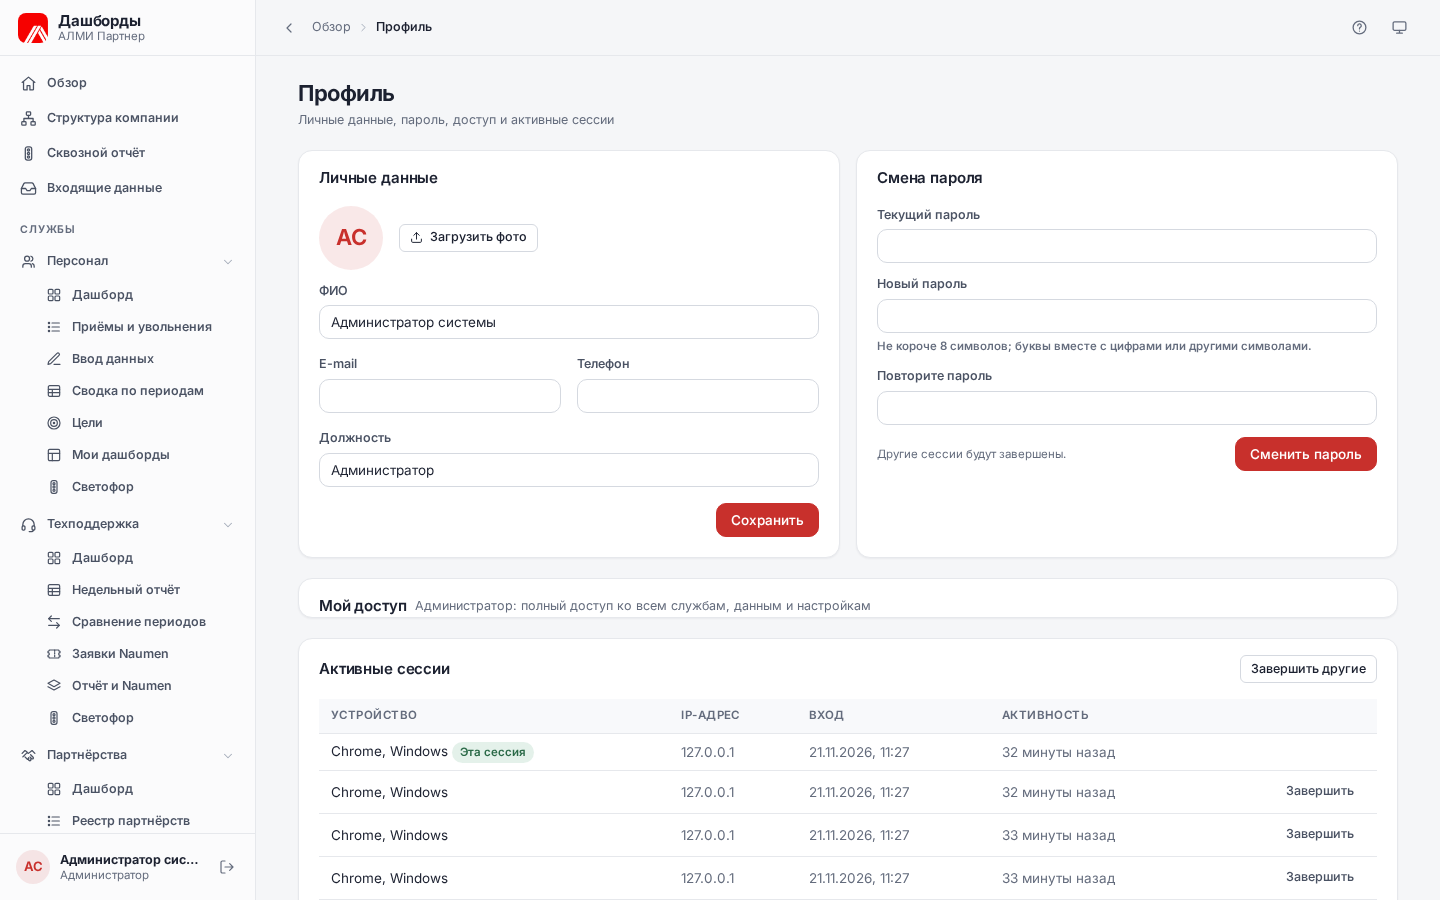 Дашборды
АЛМИ Партнер
Обзор
Структура компании
Сквозной отчёт
Входящие данные
СЛУЖБЫ
Персонал
Дашборд
Приёмы и увольнения
Ввод данных
Сводка по периодам
Цели
Мои дашборды
Светофор
Техподдержка
Дашборд
Недельный отчёт
Сравнение периодов
Заявки Naumen
Отчёт и Naumen
Светофор
Партнёрства
Дашборд
Реестр партнёрств
АС
Администратор сис...
Администратор
Обзор > Профиль
Профиль
Личные данные, пароль, доступ и активные сессии
Личные данные
АС
Загрузить фото
ФИО
Администратор системы
E-mail Телефон
Должность
Администратор
Сохранить
Смена пароля
Текущий пароль
Новый пароль
Не короче 8 символов; буквы вместе с цифрами или другими символами.
Повторите пароль
Другие сессии будут завершены. Сменить пароль
Мой доступ Администратор: полный доступ ко всем службам, данным и настройкам
Активные сессии Завершить другие
УСТРОЙСТВО IP-АДРЕС ВХОД АКТИВНОСТЬ
Chrome, Windows Эта сессия 127.0.0.1 21.11.2026, 11:27 32 минуты назад
Chrome, Windows 127.0.0.1 21.11.2026, 11:27 32 минуты назад Завершить
Chrome, Windows 127.0.0.1 21.11.2026, 11:27 33 минуты назад Завершить
Chrome, Windows 127.0.0.1 21.11.2026, 11:27 33 минуты назад Завершить